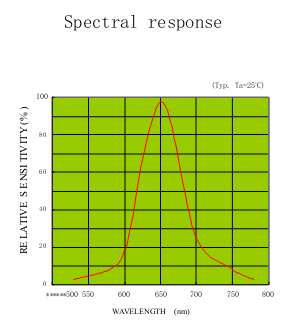 Spectral response
(Typ. Ta=25℃)
100
80
60
40
20
0
RELATIVE SENSITIVITY(%)
******500 550 600 650 700 750 800
WAVELENGTH (nm)